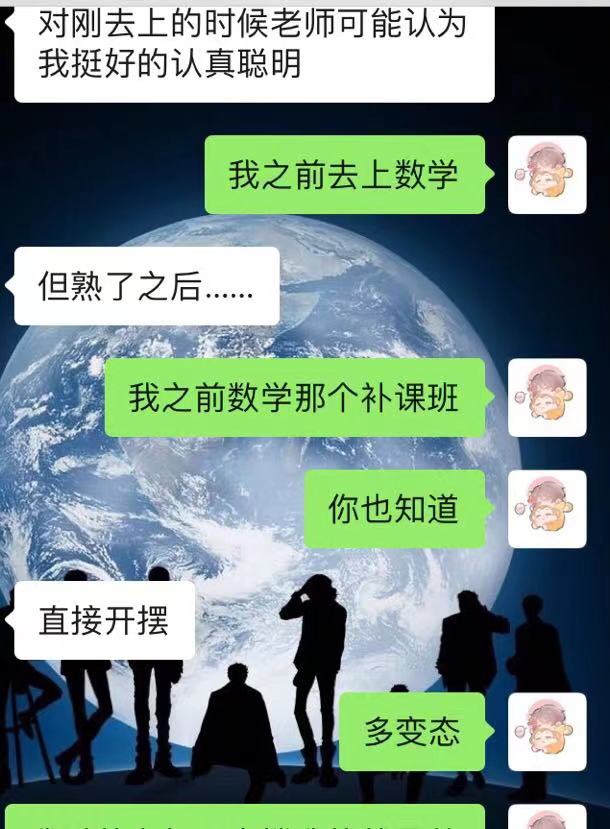 对刚去上的时候老师可能认为
我挺好的认真聪明
我之前去上数学
但熟了之后……
我之前数学那个补课班
你也知道
直接开摆
多变态